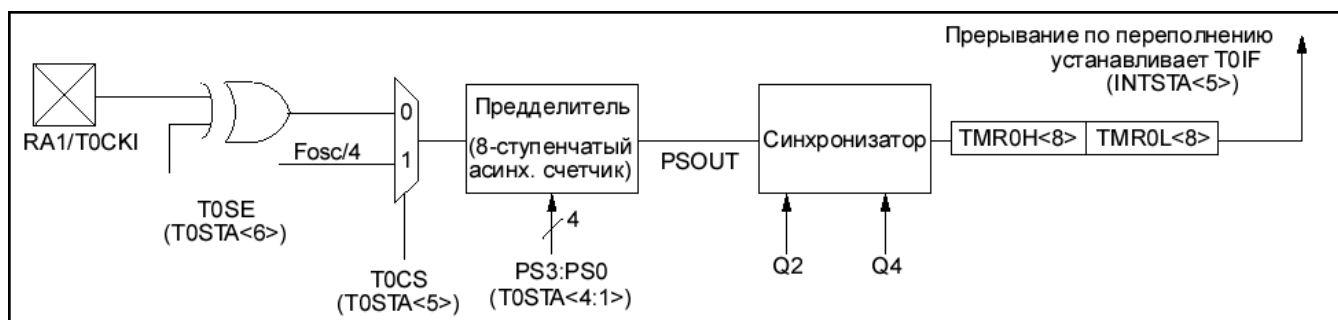 Прерывание по переполнению
устанавливает T0IF
(INTSTA<5>)
RA1/T0CKI
T0SE
(T0STA<6>)
Fosc/4
0
1
T0CS
(T0STA<5>)
Предделитель
(8-ступенчатый
асинх. счетчик)
4
PS3:PS0
(T0STA<4:1>)
PSOUT
Синхронизатор
Q2
Q4
TMR0H<8>
TMR0L<8>